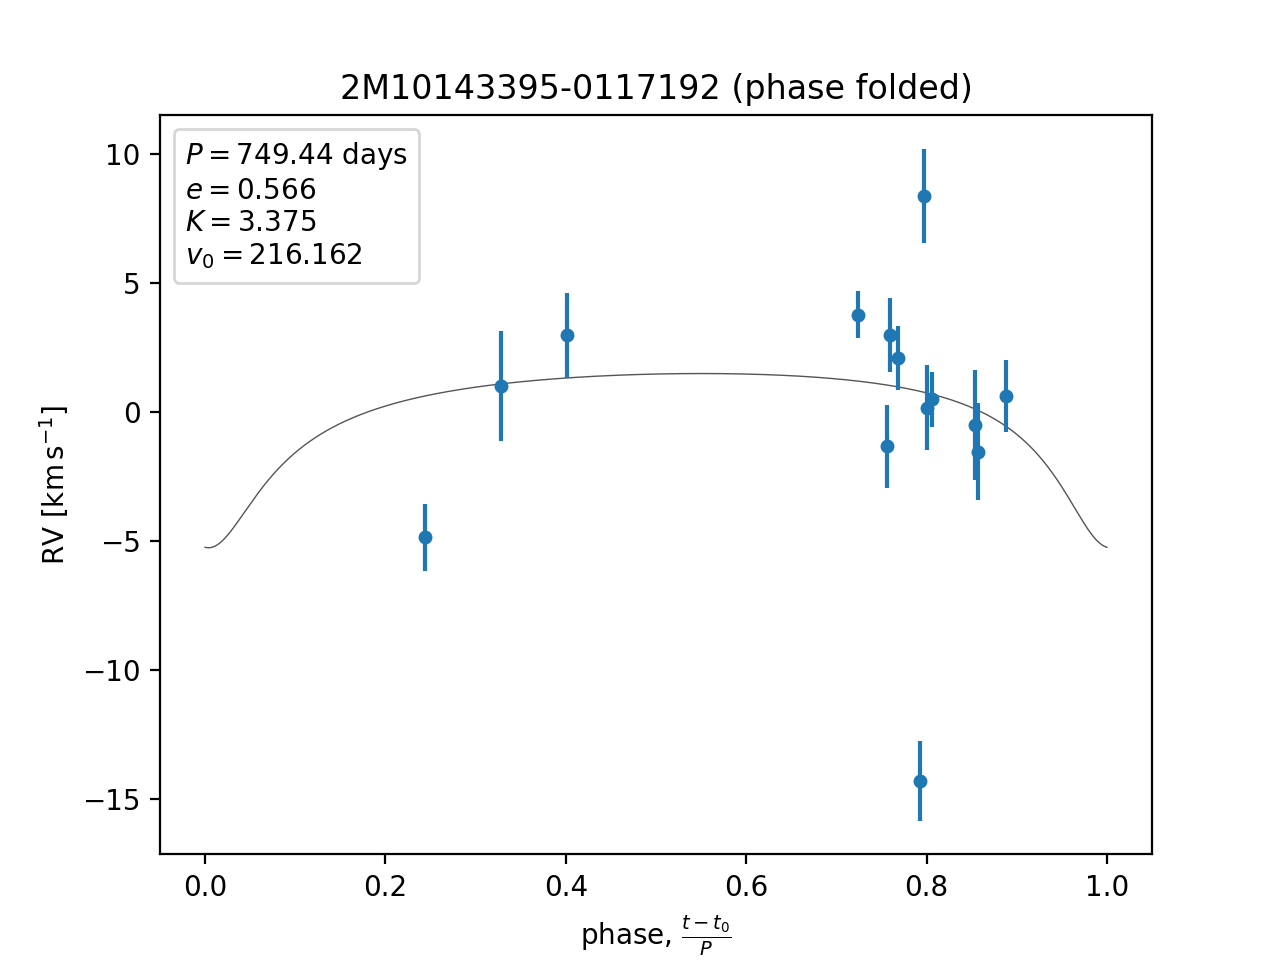 2M10143395-0117192 (phase folded)
P = 749.44 days
e = 0.566
K = 3.375
v₀ = 216.162
10
5
0
−5
−10
−15
RV [km s⁻¹]
0.0 0.2 0.4 0.6 0.8 1.0
phase, (t − t₀)/P